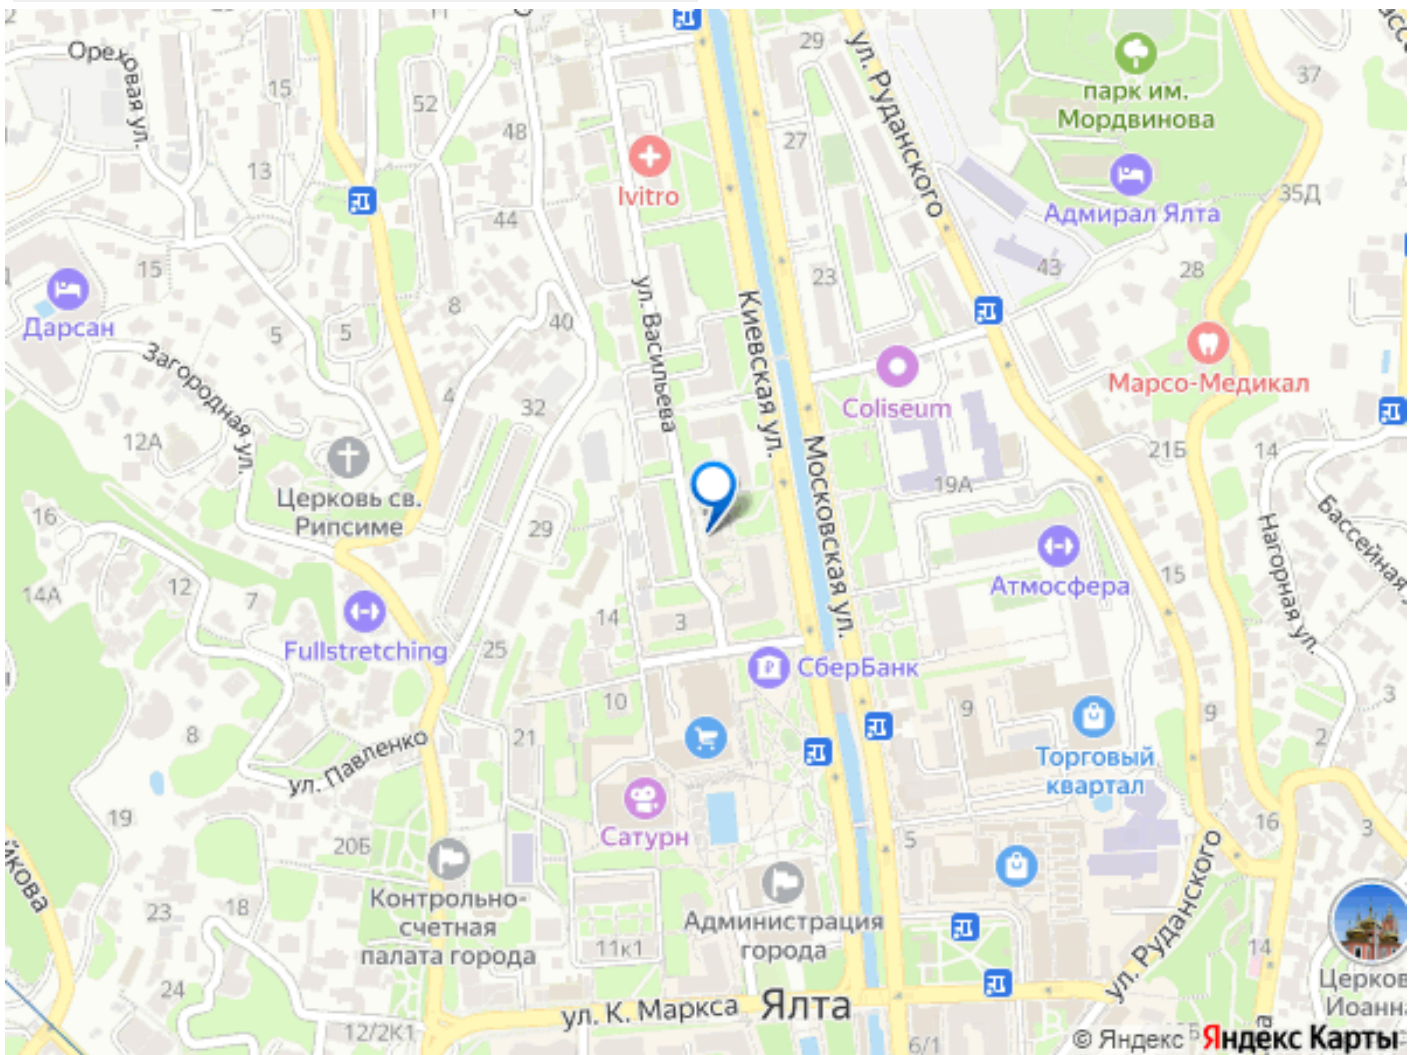 29
ул. Руданского
Ореховая ул.
37
парк им.
Мордвинова
15
52
48
27
13
Ivitro
35Д
Адмирал Ялта
44
15
ул. Васильева
Киевская ул.
23
43
28
8
Дарсан
5
5
40
Загородная ул.
4
32
Coliseum
Марсо-Медикал
12А
Церковь св.
Рипсиме
Московская ул.
19А
21Б
14
Бассейная
Нагорная ул.
16
29
14А
12
7
Атмосфера
15
14
3
Fullstretching
25
СберБанк
10
9
9
3
2
8
21
ул. Павленко
Торговый
квартал
19
Сатурн
20Б
5
16
3
ул. Руданского
Контрольно-
счетная
палата города
Администрация
города
23
18
11к1
14
24
Церковь
Иоанна
ул. К. Маркса
Ялта
12/2К1
6/1
© Яндекс
Яндекс Карты